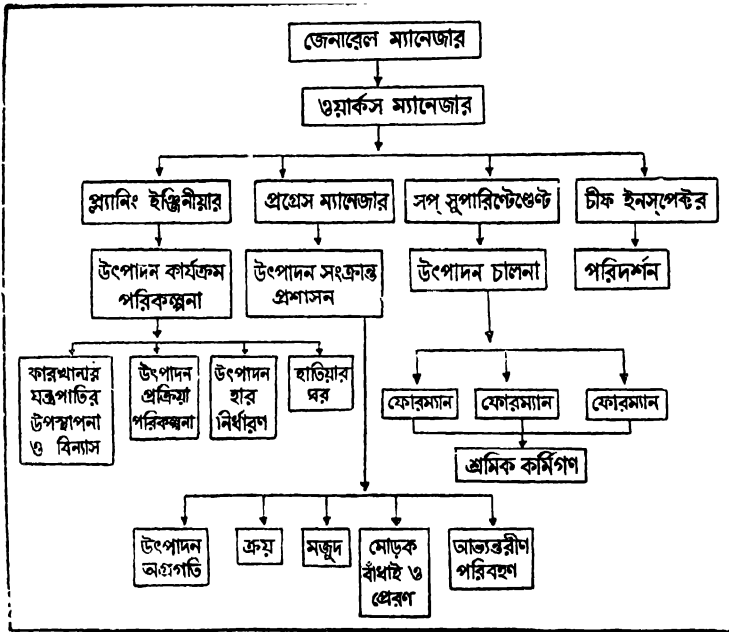 জেনারেল ম্যানেজার
ওয়ার্কস ম্যানেজার
প্ল্যানিং ইঞ্জিনীয়ার
প্রগ্রেস ম্যানেজার
সপ্ সুপারিন্টেণ্ডেণ্ট
চীফ ইনস্‌পেক্টর
উৎপাদন কার্যক্রম
পরিকল্পনা
উৎপাদন সংক্রান্ত
প্রশাসন
উৎপাদন চালনা
পরিদর্শন
কারখানার
যন্ত্রপাতির
উপস্থাপনা
ও বিন্যাস
উৎপাদন
প্রক্রিয়া
পরিকল্পনা
উৎপাদন
হার
নির্ধারণ
হাতিয়ার
ঘর
ফোরম্যান
ফোরম্যান
ফোরম্যান
শ্রমিক কর্মিগণ
উৎপাদন
অগ্রগতি
ক্রয়
মজুদ
মোড়ক
বাঁধাই ও
প্রেরণ
আভ্যন্তরীণ
পরিবহণ